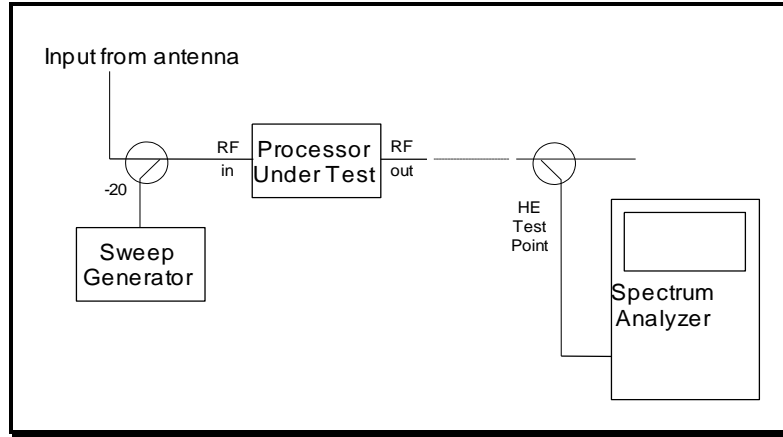 Input from antenna
RF
in
Processor
Under Test
RF
out
-20
Sweep
Generator
HE
Test
Point
Spectrum
Analyzer